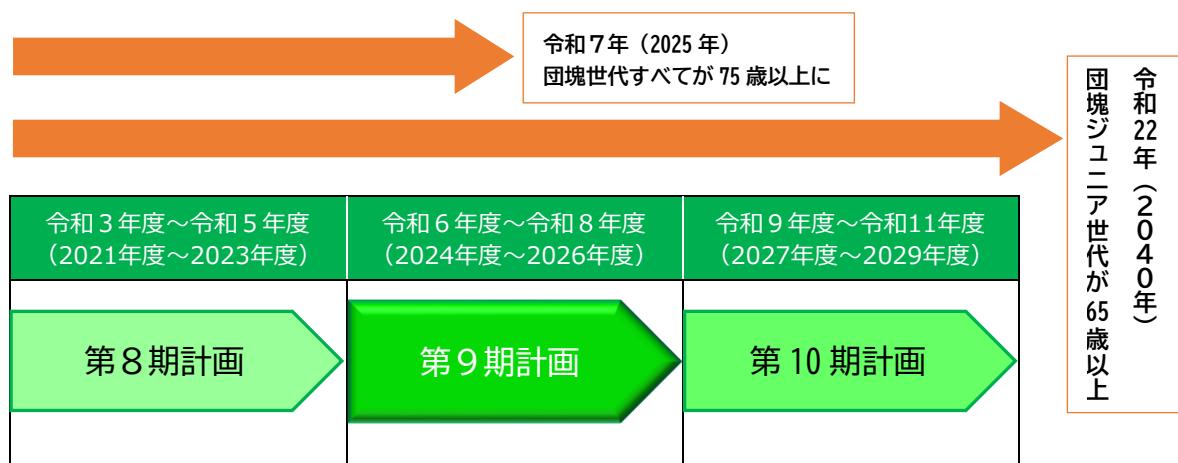 令和７年（2025 年）
団塊世代すべてが 75 歳以上に
令和22年（２０４０年）
団塊ジュニア世代が65歳以上
令和３年度～令和５年度
（2021年度～2023年度）
令和６年度～令和８年度
（2024年度～2026年度）
令和９年度～令和11年度
（2027年度～2029年度）
第８期計画
第９期計画
第 10 期計画